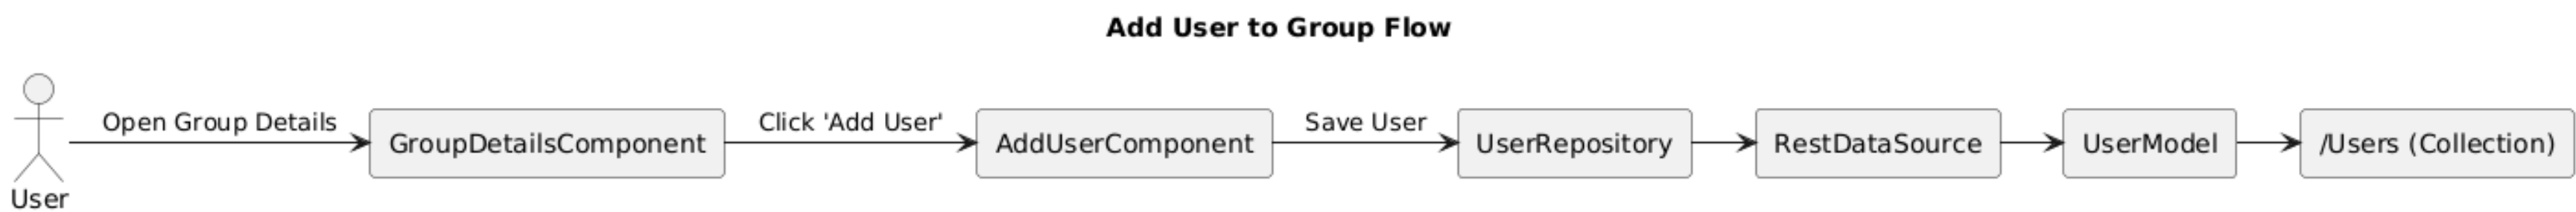 Add User to Group Flow
Open Group Details
Click 'Add User'
Save User
GroupDetailsComponent
AddUserComponent
UserRepository
RestDataSource
UserModel
/Users (Collection)
User